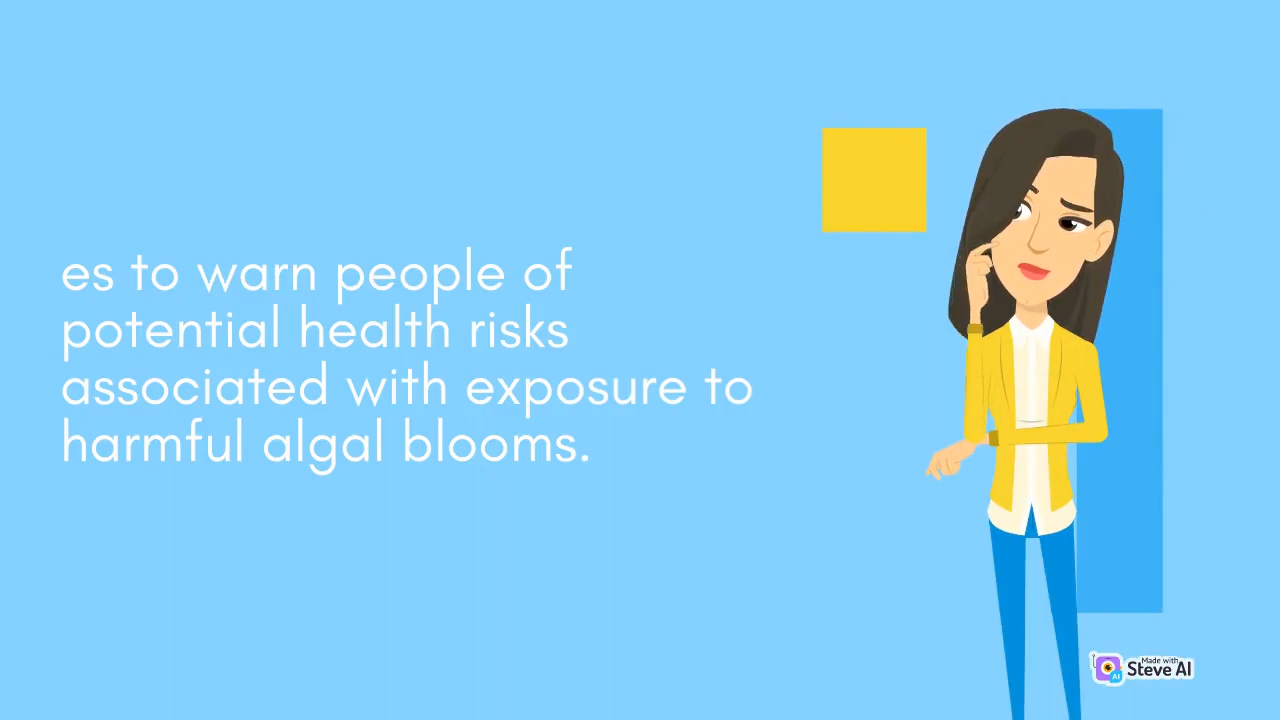 es to warn people of
potential health risks
associated with exposure to
harmful algal blooms.
Made with
Steve AI
AI